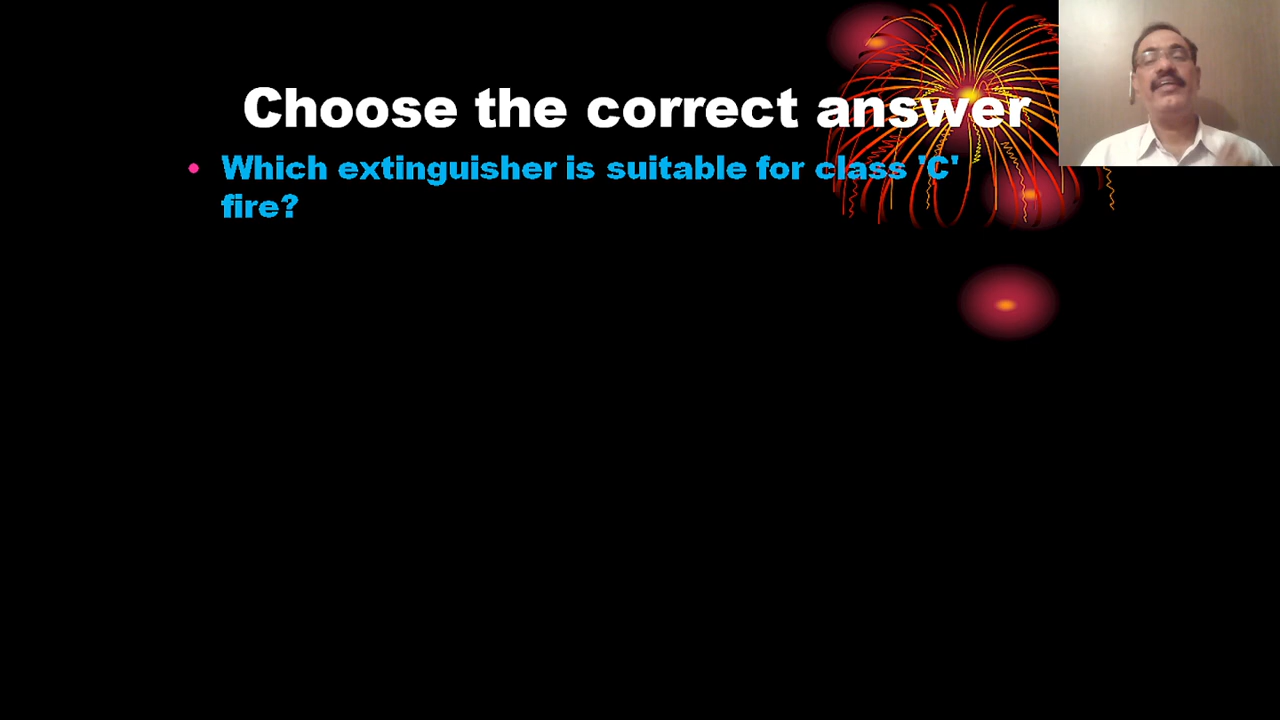 Choose the correct answer
• Which extinguisher is suitable for class 'C'
fire?